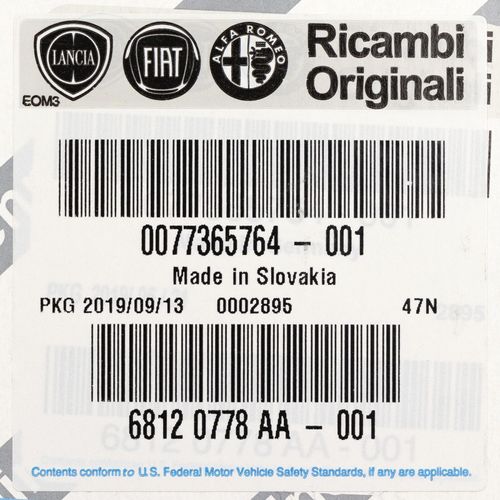 LANCIA FIAT ALFA ROMEO Ricambi
Originali
EOM3
0077365764 - 001
Made in Slovakia
PKG 2019/09/13 0002895 47N
6812 0778 AA - 001
Contents conform to U.S. Federal Motor Vehicle Safety Standards, if any are applicable.